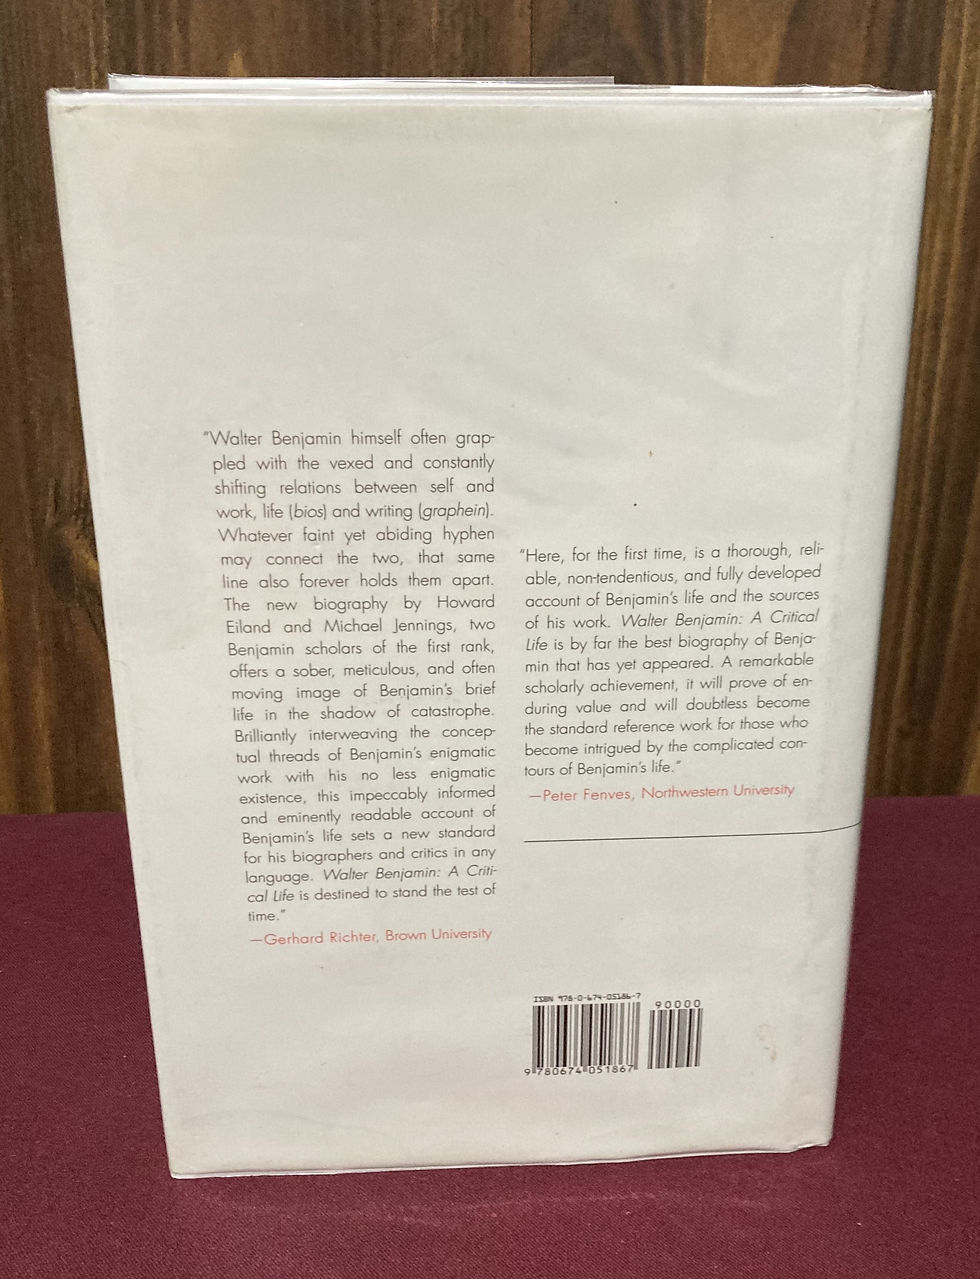 “Walter Benjamin himself often grap-
pled with the vexed and constantly
shifting relations between self and
work, life (bios) and writing (graphein).
Whatever faint yet abiding hyphen
may connect the two, that same
line also forever holds them apart.
The new biography by Howard
Eiland and Michael Jennings, two
Benjamin scholars of the first rank,
offers a sober, meticulous, and often
moving image of Benjamin’s brief
life in the shadow of catastrophe.
Brilliantly interweaving the concep-
tual threads of Benjamin’s enigmatic
work with his no less enigmatic
existence, this impeccably informed
and eminently readable account of
Benjamin’s life sets a new standard
for his biographers and critics in any
language. Walter Benjamin: A Criti-
cal Life is destined to stand the test of
time.”
—Gerhard Richter, Brown University
“Here, for the first time, is a thorough, reli-
able, non-tendentious, and fully developed
account of Benjamin’s life and the sources
of his work. Walter Benjamin: A Critical
Life is by far the best biography of Benja-
min that has yet appeared. A remarkable
scholarly achievement, it will prove of en-
during value and will doubtless become
the standard reference work for those who
become intrigued by the complicated con-
tours of Benjamin’s life.”
—Peter Fenves, Northwestern University
ISBN 978-0-674-05186-7
90000
9 780674 051867